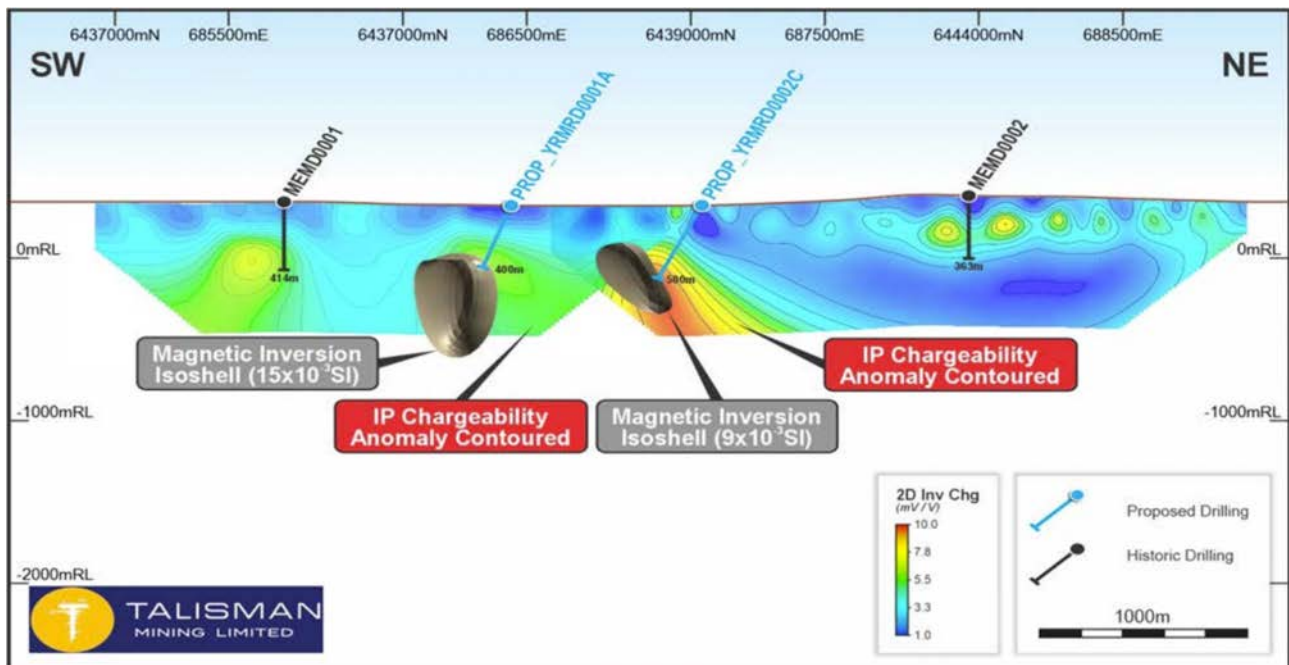 6437000mN 685500mE 6437000mN 686500mE 6439000mN 687500mE 6444000mN 688500mE
SW
NE
MEMD0001
PROP_YRMRD0001A
PROP_YRMRD0002C
MEMD0002
0mRL
0mRL
414m
400m
500m
363m
Magnetic Inversion
Isoshell (15x10⁻³SI)
IP Chargeability
Anomaly Contoured
Magnetic Inversion
Isoshell (9x10⁻³SI)
IP Chargeability
Anomaly Contoured
-1000mRL
-1000mRL
-2000mRL
TALISMAN
MINING LIMITED
2D Inv Chg
(mV / V)
10.0
7.8
5.5
3.3
1.0
Proposed Drilling
Historic Drilling
1000m